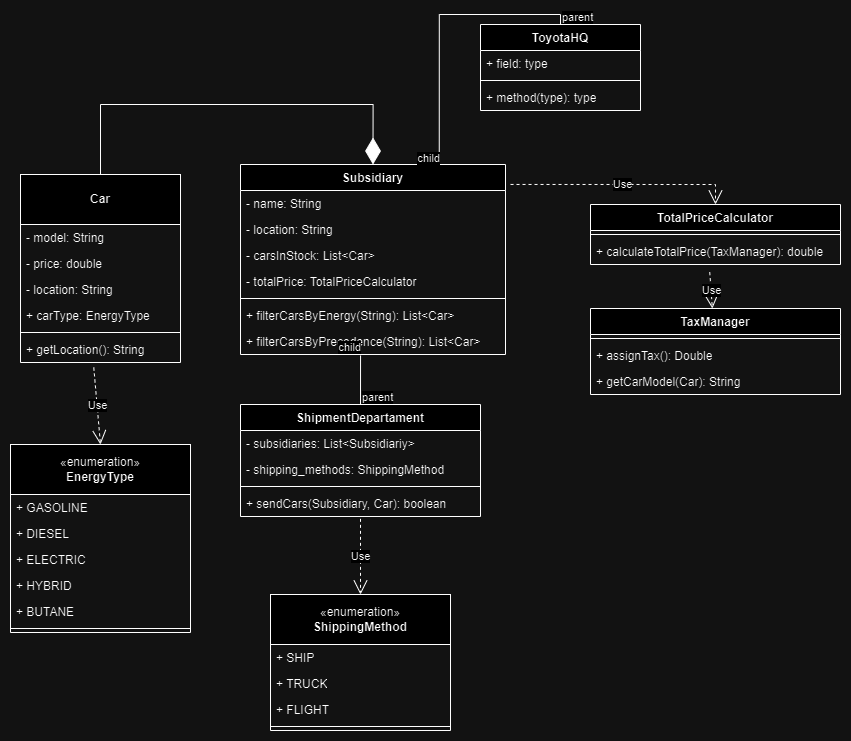 parent
ToyotaHQ
+ field: type
+ method(type): type
child
Car
- model: String
- price: double
- location: String
+ carType: EnergyType
+ getLocation(): String
Use
«enumeration»
EnergyType
+ GASOLINE
+ DIESEL
+ ELECTRIC
+ HYBRID
+ BUTANE
Subsidiary
- name: String
- location: String
- carsInStock: List<Car>
- totalPrice: TotalPriceCalculator
+ filterCarsByEnergy(String): List<Car>
+ filterCarsByPrecedance(String): List<Car>
child
parent
ShipmentDepartament
- subsidiaries: List<Subsidiariy>
- shipping_methods: ShippingMethod
+ sendCars(Subsidiary, Car): boolean
Use
«enumeration»
ShippingMethod
+ SHIP
+ TRUCK
+ FLIGHT
Use
TotalPriceCalculator
+ calculateTotalPrice(TaxManager): double
Use
TaxManager
+ assignTax(): Double
+ getCarModel(Car): String